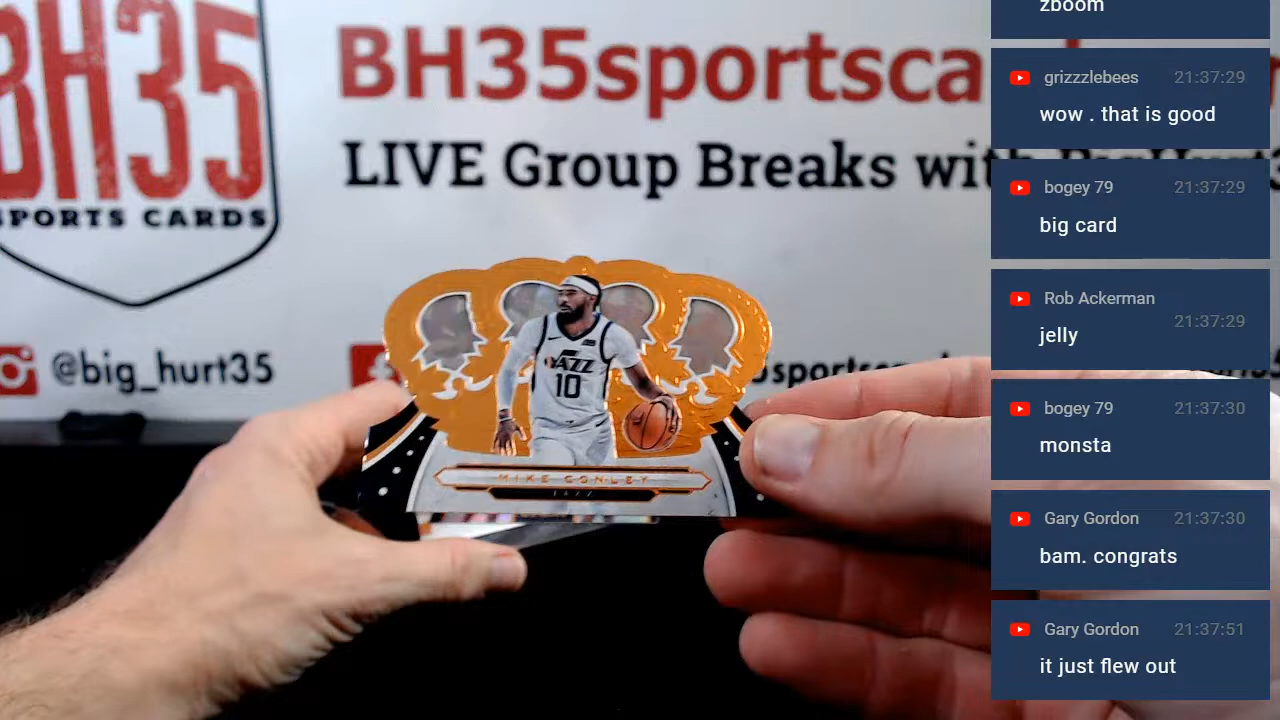 BH35
SPORTS CARDS
BH35sportsca
LIVE Group Breaks with
@big_hurt35
JAZZ
10
MIKE CONLEY
JAZZ
zboom
grizzzlebees 21:37:29
wow . that is good
bogey 79 21:37:29
big card
Rob Ackerman
21:37:29
jelly
bogey 79 21:37:30
monsta
Gary Gordon 21:37:30
bam. congrats
Gary Gordon 21:37:51
it just flew out